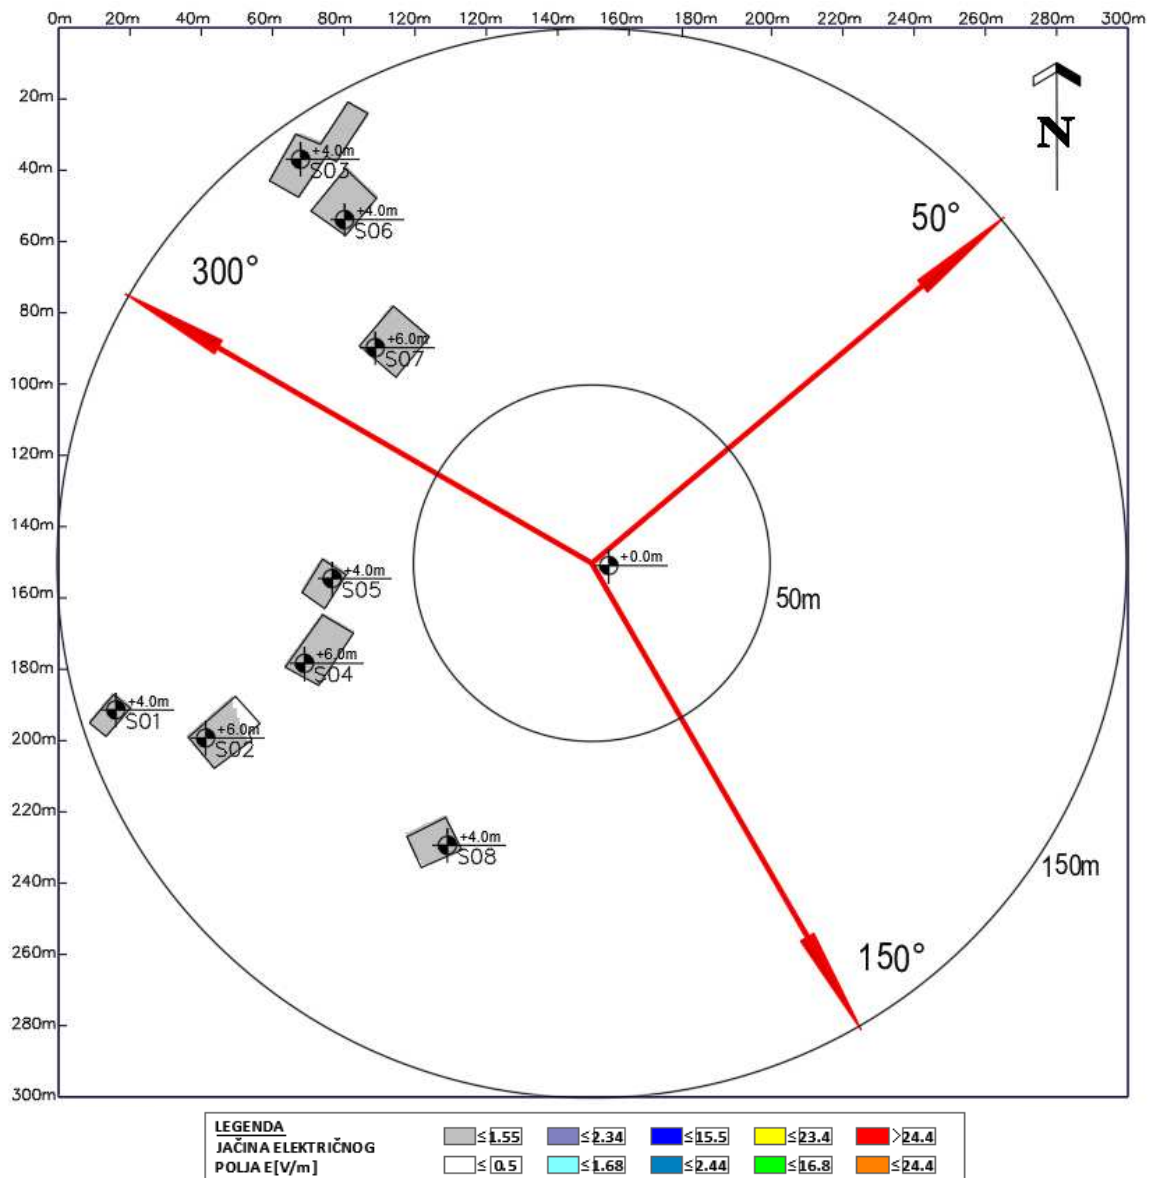 0m 20m 40m 60m 80m 120m 120m 140m 160m 180m 200m 220m 240m 260m 280m 300m
20m
N
+4.0m
S03
40m
+4.0m
S06
50°
60m
300°
80m
+6.0m
S07
100m
120m
140m
+0.0m
+4.0m
S05
160m
50m
+6.0m
S04
180m
+4.0m
S01
+6.0m
S02
200m
220m
+4.0m
S08
150m
240m
260m
150°
280m
300m
LEGENDA
JAČINA ELEKTRIČNOG
POLJA E[V/m]
≤1.55 ≤2.34 ≤15.5 ≤23.4 >24.4
≤ 0.5 ≤1.68 ≤2.44 ≤16.8 ≤24.4